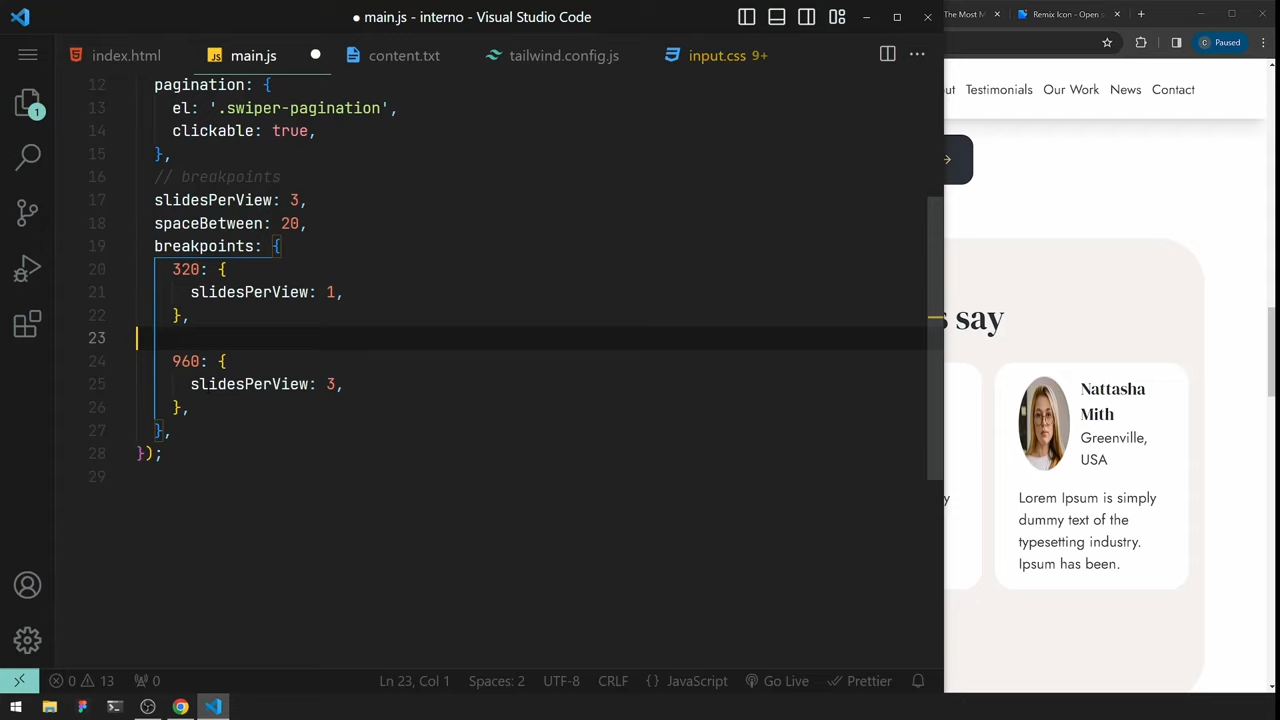 main.js - interno - Visual Studio Code
The Most M
Remix Icon - Open s
index.html
main.js
content.txt
tailwind.config.js
input.css 9+
C Paused
1
12 pagination: {
13 el: '.swiper-pagination',
14 clickable: true,
15 },
16 // breakpoints
17 slidesPerView: 3,
18 spaceBetween: 20,
19 breakpoints: {
20 320: {
21 slidesPerView: 1,
22 },
23
24 960: {
25 slidesPerView: 3,
26 },
27 },
28 });
29
ut Testimonials Our Work News Contact
s say
Nattasha
Mith
Greenville,
USA
y
Lorem Ipsum is simply
dummy text of the
typesetting industry.
Ipsum has been.
0 13 0
Ln 23, Col 1 Spaces: 2 UTF-8 CRLF {} JavaScript Go Live Prettier